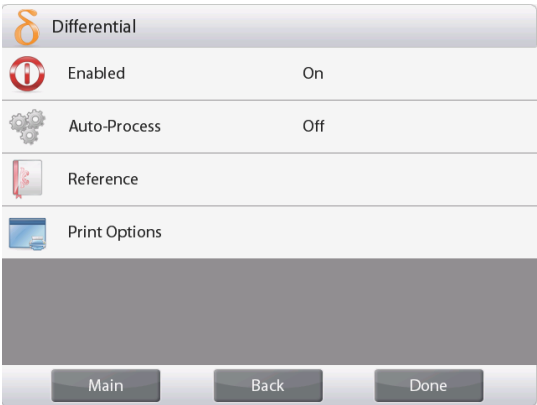 δ Differential
Enabled On
Auto-Process Off
Reference
Print Options
Main Back Done